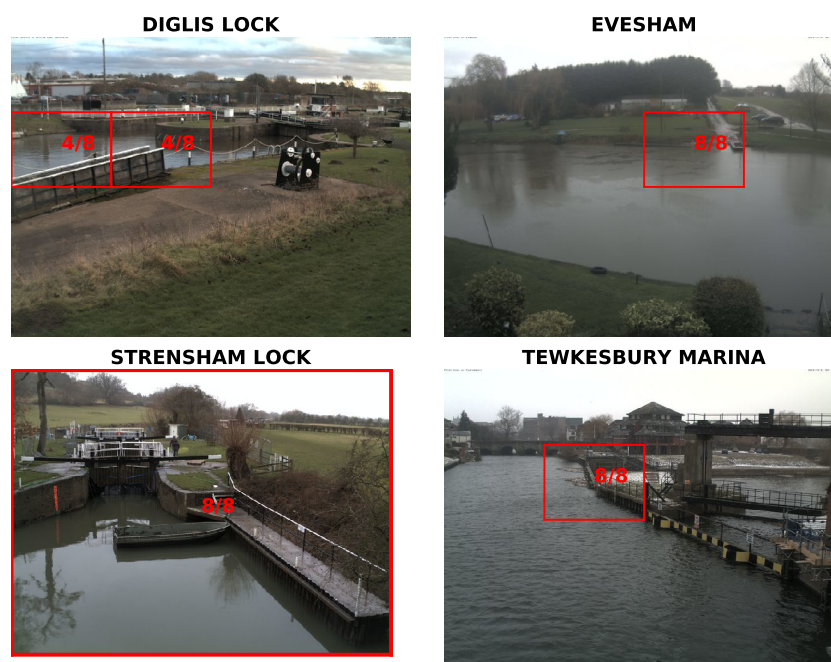 DIGLIS LOCK
EVESHAM
4/8
4/8
8/8
STRENSHAM LOCK
TEWKESBURY MARINA
8/8
8/8